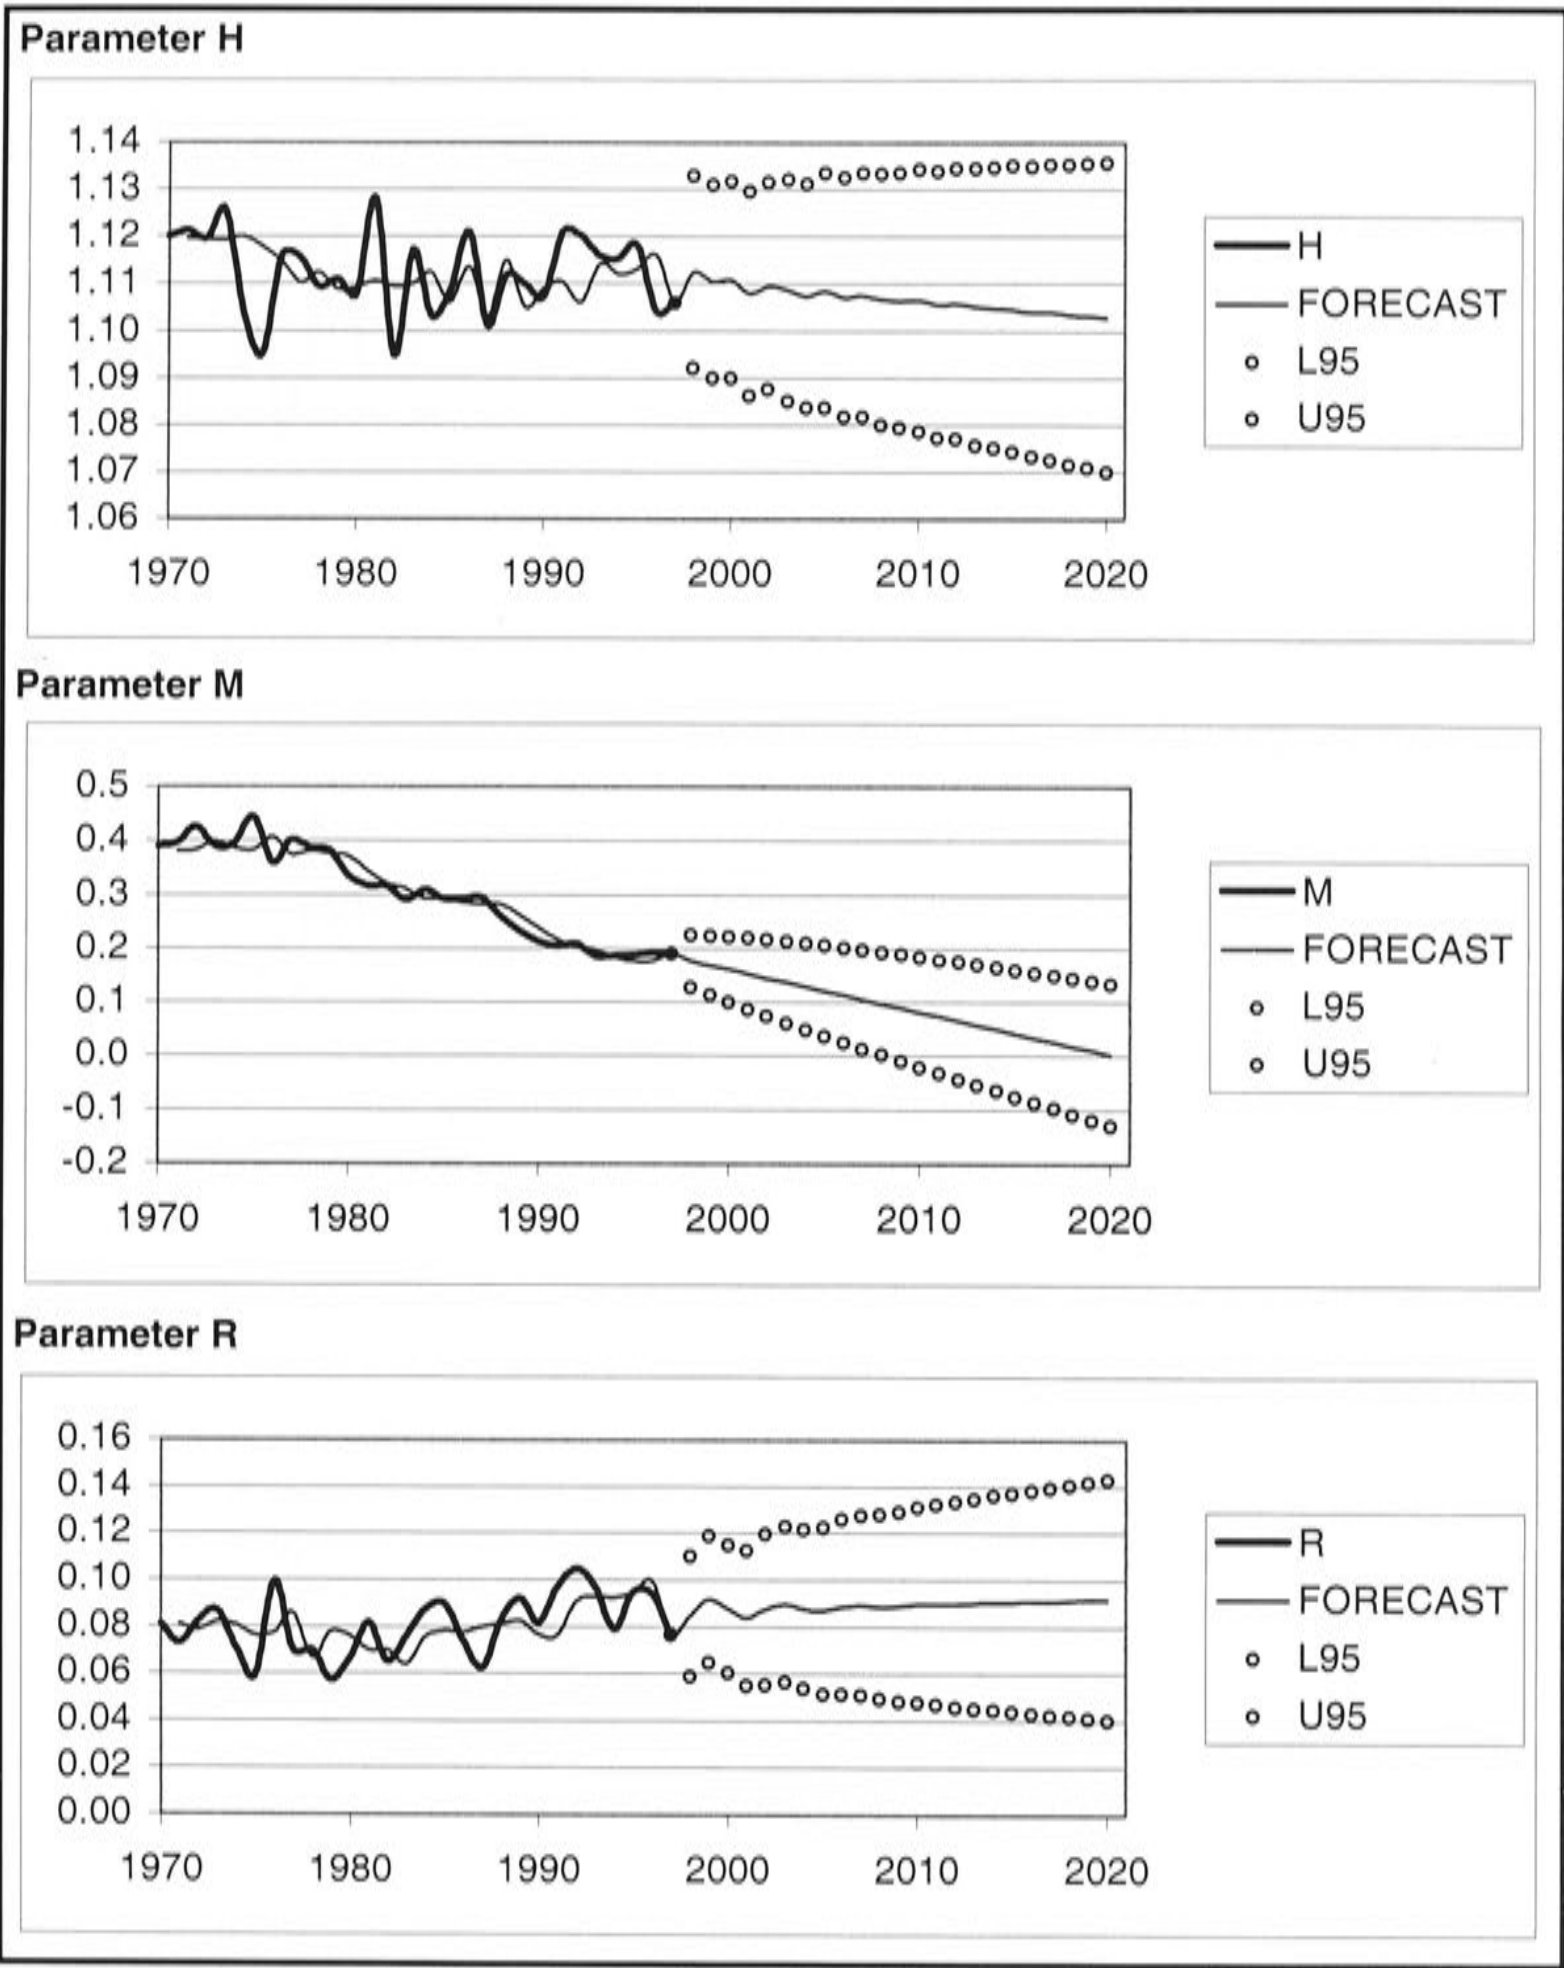 Parameter H
1.14
1.13
1.12
1.11
1.10
1.09
1.08
1.07
1.06
1970 1980 1990 2000 2010 2020
H
FORECAST
L95
U95
Parameter M
0.5
0.4
0.3
0.2
0.1
0.0
-0.1
-0.2
1970 1980 1990 2000 2010 2020
M
FORECAST
L95
U95
Parameter R
0.16
0.14
0.12
0.10
0.08
0.06
0.04
0.02
0.00
1970 1980 1990 2000 2010 2020
R
FORECAST
L95
U95